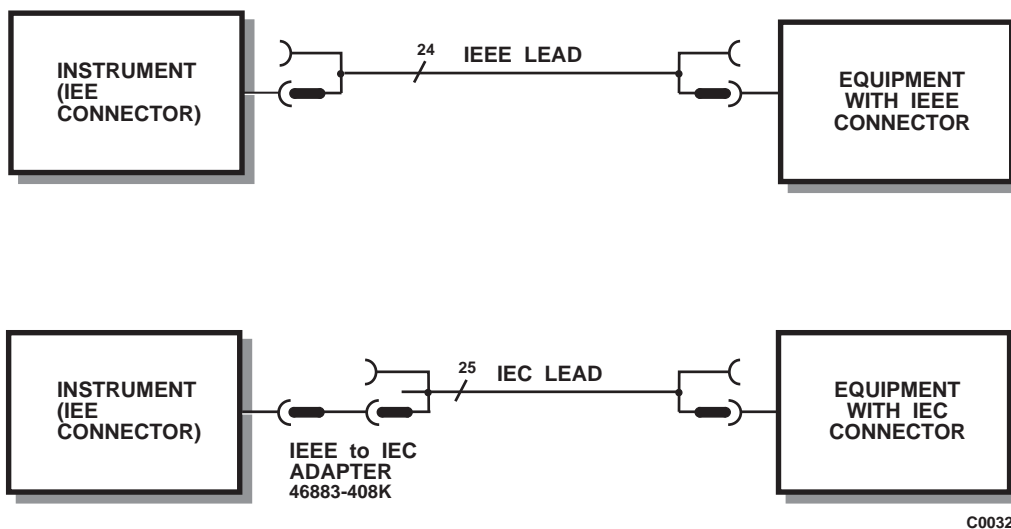 INSTRUMENT
(IEE
CONNECTOR)
24
IEEE LEAD
EQUIPMENT
WITH IEEE
CONNECTOR
INSTRUMENT
(IEE
CONNECTOR)
IEEE to IEC
ADAPTER
46883-408K
25
IEC LEAD
EQUIPMENT
WITH IEC
CONNECTOR
C0032